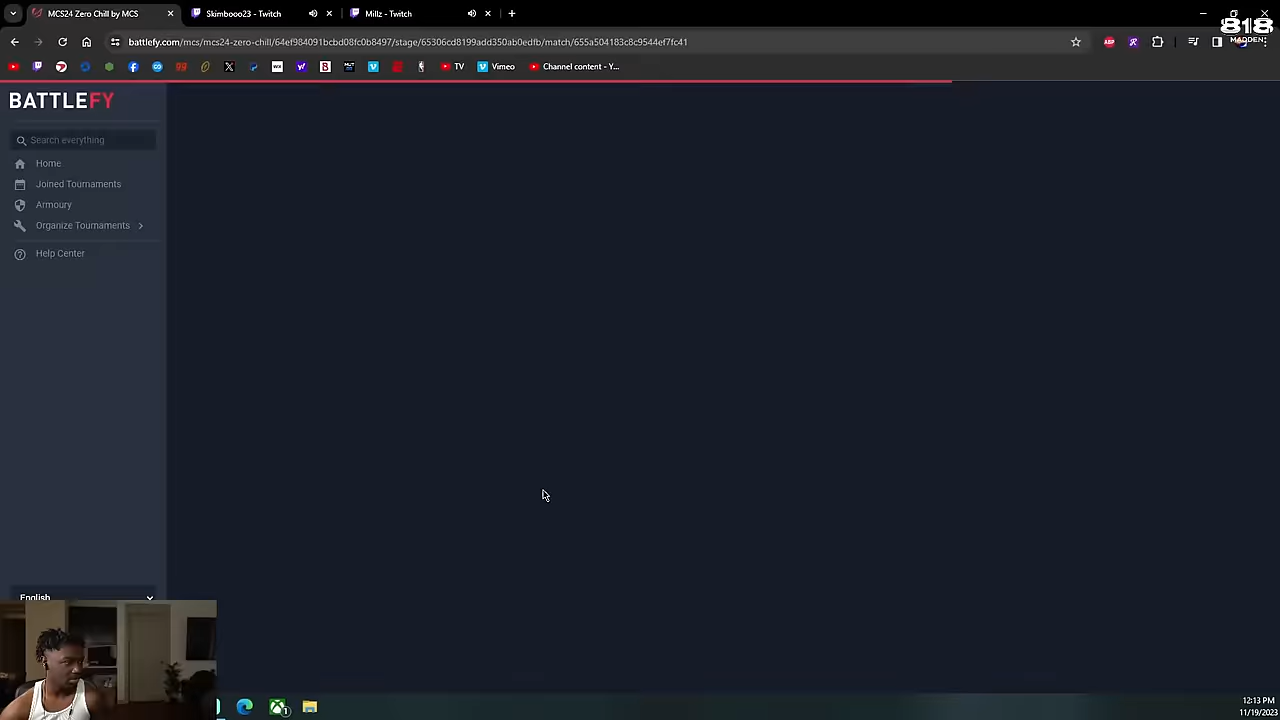 MCS24 Zero Chill by MCS
Skimbooo23 - Twitch
Millz - Twitch
818
MADDEN
battlefy.com/mcs/mcs24-zero-chill/64ef984091bcbd08fc0b8497/stage/65306cd8199add350ab0edfb/match/655a504183c8c9544ef7fc41
TV
Vimeo
Channel content - Y...
BATTLEFY
Search everything
Home
Joined Tournaments
Armoury
Organize Tournaments
Help Center
English
12:13 PM
11/19/2023